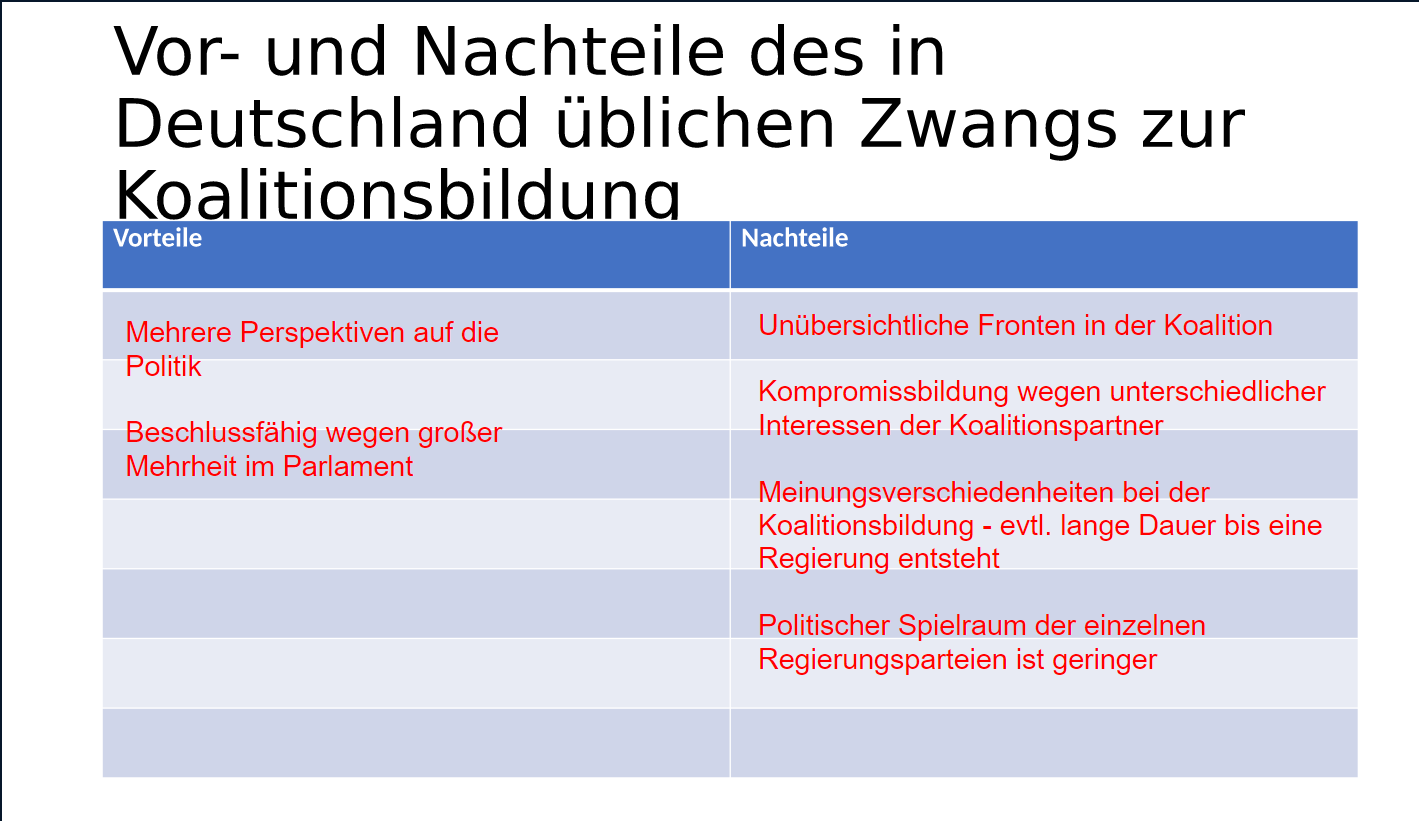 Vor- und Nachteile des in
Deutschland üblichen Zwangs zur
Koalitionsbildung
Vorteile
Nachteile
Mehrere Perspektiven auf die
Politik
Beschlussfähig wegen großer
Mehrheit im Parlament
Unübersichtliche Fronten in der Koalition
Kompromissbildung wegen unterschiedlicher
Interessen der Koalitionspartner
Meinungsverschiedenheiten bei der
Koalitionsbildung - evtl. lange Dauer bis eine
Regierung entsteht
Politischer Spielraum der einzelnen
Regierungsparteien ist geringer